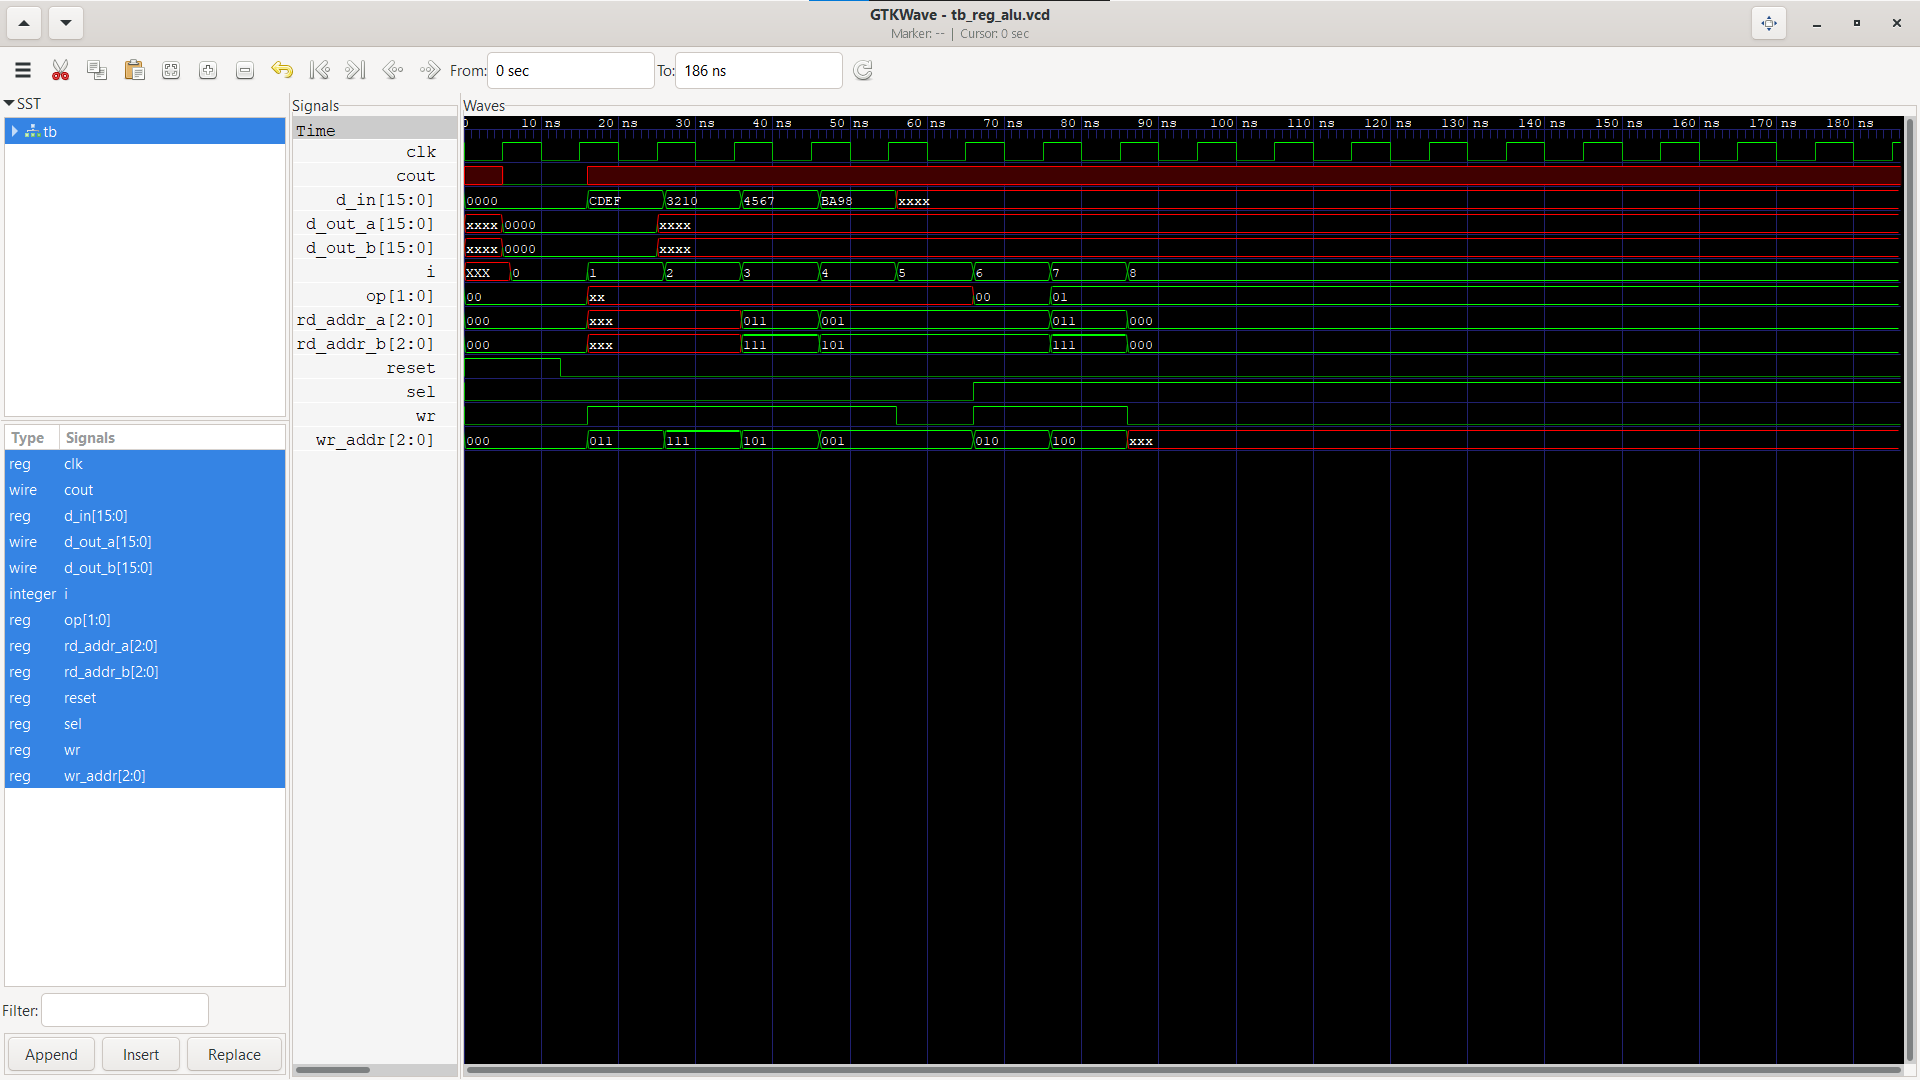 GTKWave - tb_reg_alu.vcd
Marker: -- | Cursor: 0 sec
From: 0 sec To: 186 ns
SST
tb
Type Signals
reg clk
wire cout
reg d_in[15:0]
wire d_out_a[15:0]
wire d_out_b[15:0]
integer i
reg op[1:0]
reg rd_addr_a[2:0]
reg rd_addr_b[2:0]
reg reset
reg sel
reg wr
reg wr_addr[2:0]
Filter:
Append Insert Replace
Signals
Time
clk
cout
d_in[15:0]
d_out_a[15:0]
d_out_b[15:0]
i
op[1:0]
rd_addr_a[2:0]
rd_addr_b[2:0]
reset
sel
wr
wr_addr[2:0]
Waves
0 10 ns 20 ns 30 ns 40 ns 50 ns 60 ns 70 ns 80 ns 90 ns 100 ns 110 ns 120 ns 130 ns 140 ns 150 ns 160 ns 170 ns 180 ns
0000 CDEF 3210 4567 BA98 xxxx
xxxx 0000 xxxx
xxxx 0000 xxxx
XXX 0 1 2 3 4 5 6 7 8
00 xx 00 01
000 xxx 011 001 011 000
000 xxx 111 101 111 000
000 011 111 101 001 010 100 xxx